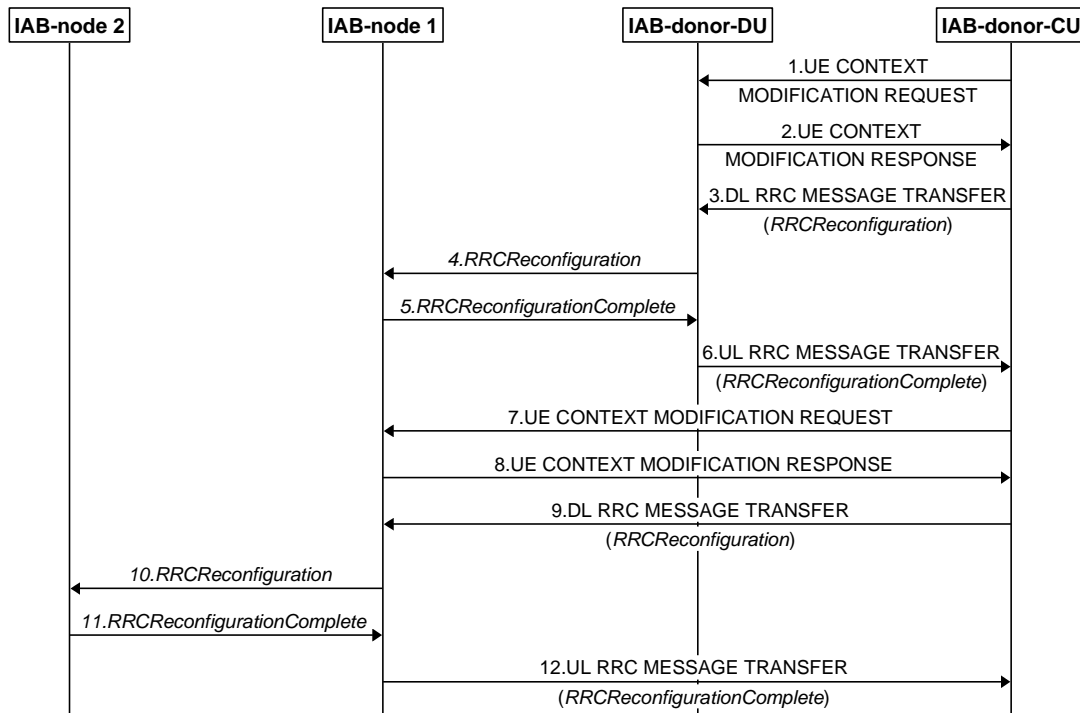 IAB-node 2
IAB-node 1
IAB-donor-DU
IAB-donor-CU
1.UE CONTEXT
MODIFICATION REQUEST
2.UE CONTEXT
MODIFICATION RESPONSE
3.DL RRC MESSAGE TRANSFER
(RRCReconfiguration)
4.RRCReconfiguration
5.RRCReconfigurationComplete
6.UL RRC MESSAGE TRANSFER
(RRCReconfigurationComplete)
7.UE CONTEXT MODIFICATION REQUEST
8.UE CONTEXT MODIFICATION RESPONSE
9.DL RRC MESSAGE TRANSFER
(RRCReconfiguration)
10.RRCReconfiguration
11.RRCReconfigurationComplete
12.UL RRC MESSAGE TRANSFER
(RRCReconfigurationComplete)